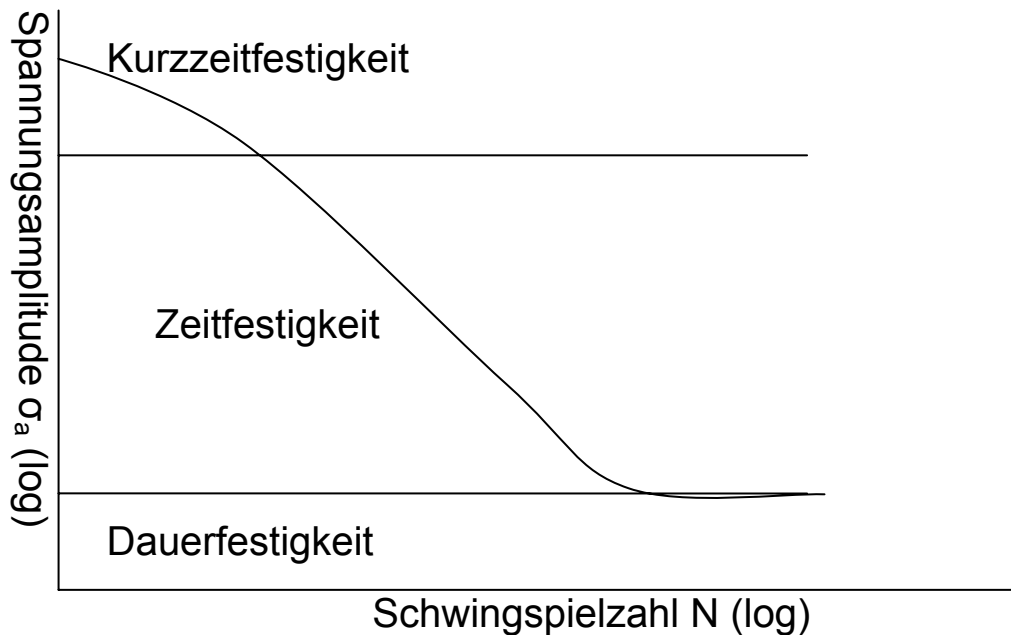 Spannungsamplitude σₐ (log)
Kurzzeitfestigkeit
Zeitfestigkeit
Dauerfestigkeit
Schwingspielzahl N (log)